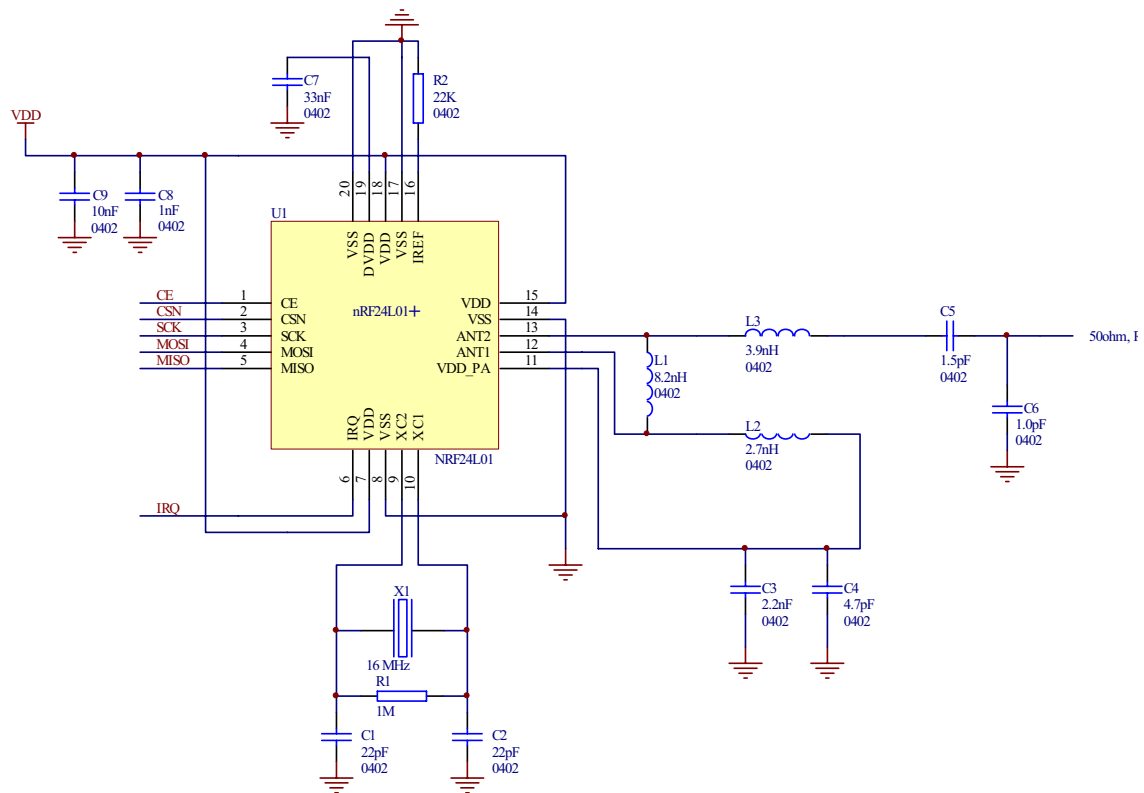 C7
33nF
0402
R2
22K
0402
VDD
C9
10nF
0402
C8
1nF
0402
20
19
18
17
16
U1
VSS
DVDD
VDD
VSS
IREF
CE
CSN
SCK
MOSI
MISO
1
2
3
4
5
CE
CSN
SCK
MOSI
MISO
nRF24L01+
VDD
VSS
ANT2
ANT1
VDD_PA
15
14
13
12
11
IRQ
VDD
VSS
XC2
XC1
NRF24L01
6
7
8
9
10
IRQ
L3
3.9nH
0402
C5
1.5pF
0402
50ohm, R
L1
8.2nH
0402
C6
1.0pF
0402
L2
2.7nH
0402
C3
2.2nF
0402
C4
4.7pF
0402
X1
16 MHz
R1
1M
C1
22pF
0402
C2
22pF
0402